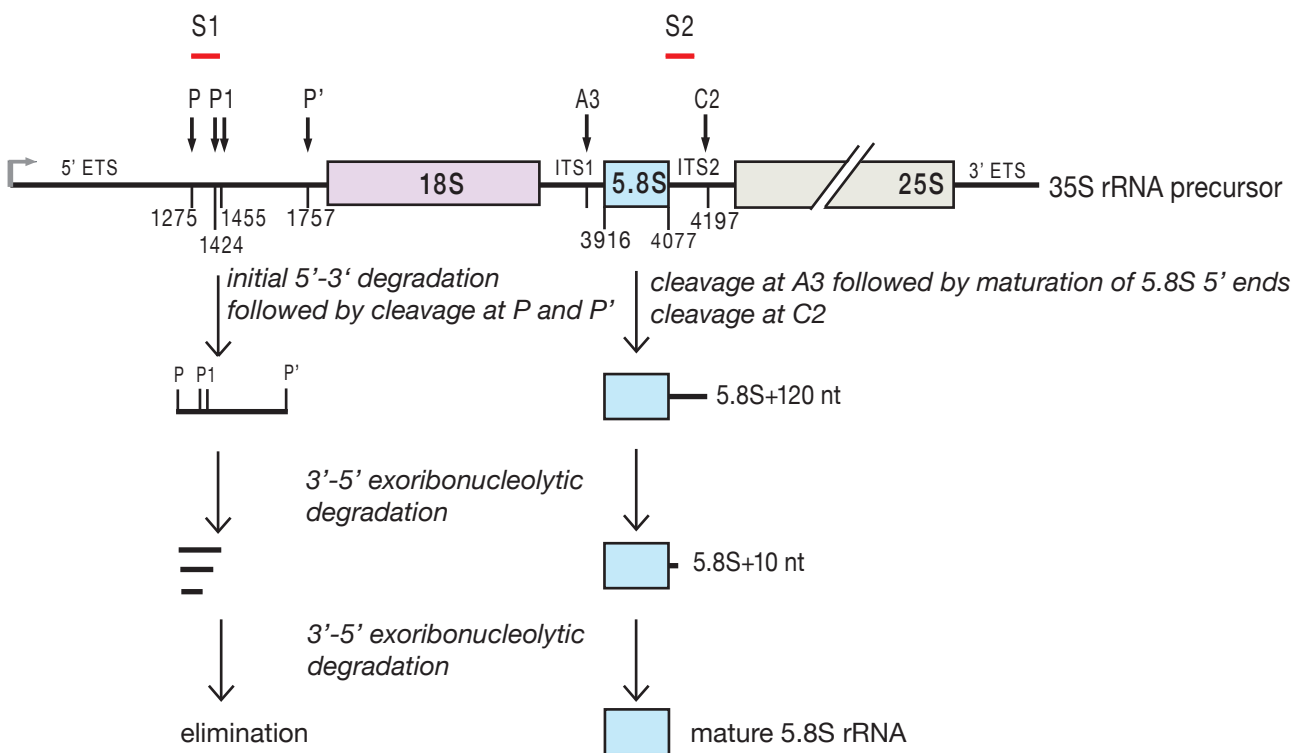 S1 S2
P P1 P’ A3 C2
5’ ETS 18S ITS1 5.8S ITS2 25S 3’ ETS
35S rRNA precursor
1275 1455 1757 4197
1424 3916 4077
initial 5’-3‘ degradation
followed by cleavage at P and P’
cleavage at A3 followed by maturation of 5.8S 5’ ends
cleavage at C2
P P1 P’
5.8S+120 nt
3’-5’ exoribonucleolytic
degradation
5.8S+10 nt
3’-5’ exoribonucleolytic
degradation
elimination
mature 5.8S rRNA